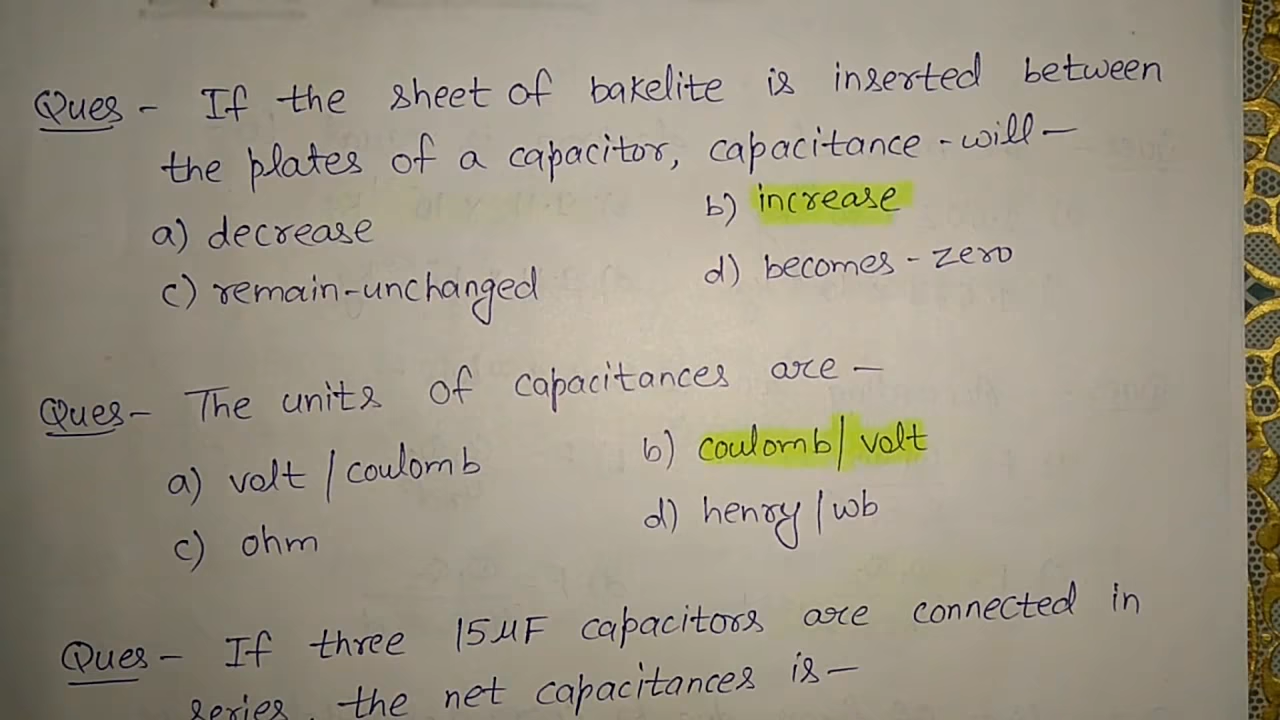 Ques - If the sheet of bakelite is inserted between
the plates of a capacitor, capacitance - will -
a) decrease b) increase
c) remain-unchanged d) becomes - zero
Ques - The units of capacitances are -
a) volt / coulomb b) coulomb / volt
c) ohm d) henry / wb
Ques - If three 15μF capacitors are connected in
series, the net capacitances is -